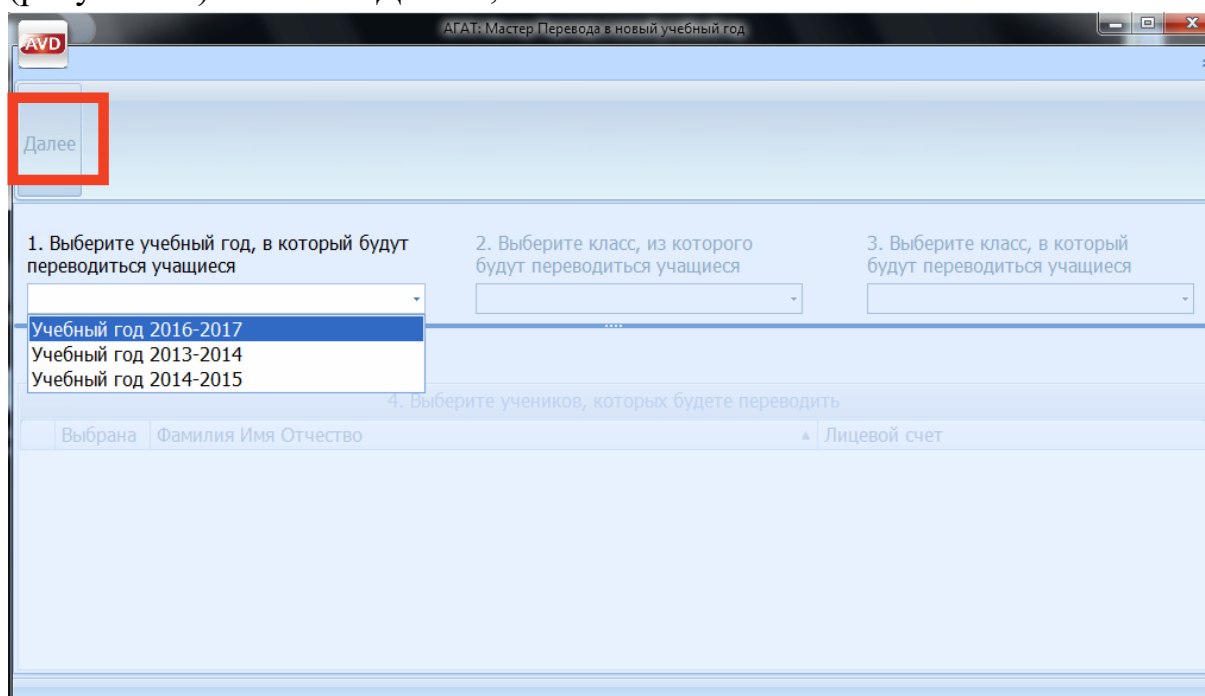 AVD
АГАТ: Мастер Перевода в новый учебный год
Далее
1. Выберите учебный год, в который будут
переводиться учащиеся
2. Выберите класс, из которого
будут переводиться учащиеся
3. Выберите класс, в который
будут переводиться учащиеся
Учебный год 2016-2017
Учебный год 2013-2014
Учебный год 2014-2015
4. Выберите учеников, которых будете переводить
Выбрана Фамилия Имя Отчество Лицевой счет